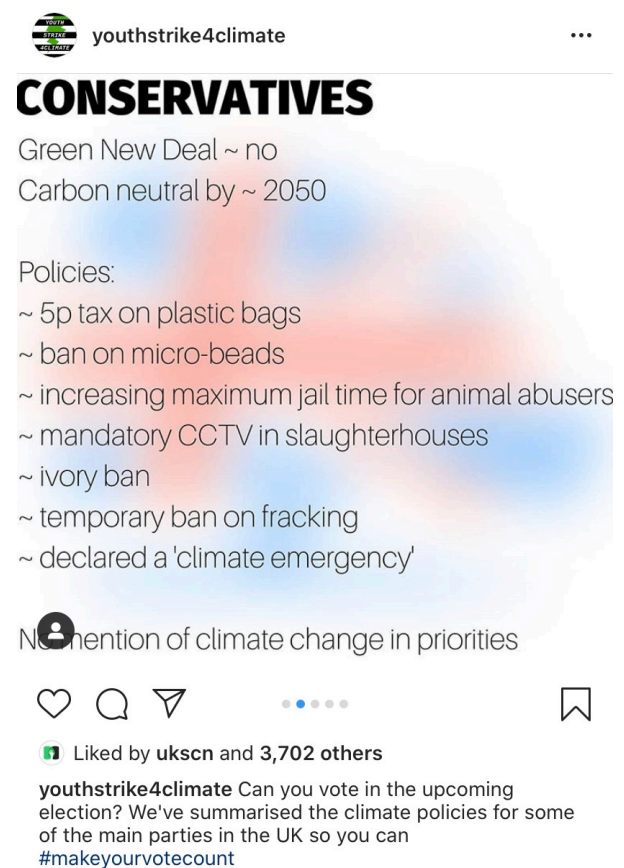 YOUTH
STRIKE
4CLIMATE
youthstrike4climate
CONSERVATIVES
Green New Deal ~ no
Carbon neutral by ~ 2050
Policies:
~ 5p tax on plastic bags
~ ban on micro-beads
~ increasing maximum jail time for animal abusers
~ mandatory CCTV in slaughterhouses
~ ivory ban
~ temporary ban on fracking
~ declared a 'climate emergency'
No mention of climate change in priorities
Liked by ukscn and 3,702 others
youthstrike4climate Can you vote in the upcoming
election? We've summarised the climate policies for some
of the main parties in the UK so you can
#makeyourvotecount